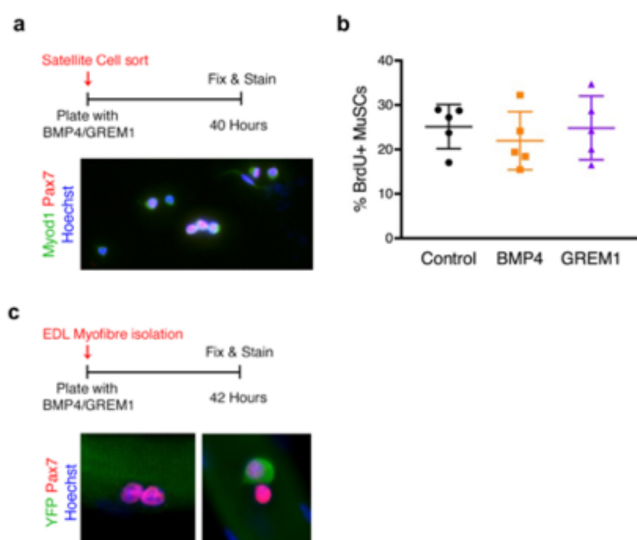 a
Satellite Cell sort
Fix & Stain
Plate with
BMP4/GREM1
40 Hours
Myod1 Pax7
Hoechst
b
% BrdU+ MuSCs
40
30
20
10
0
Control
BMP4
GREM1
c
EDL Myofibre isolation
Fix & Stain
Plate with
BMP4/GREM1
42 Hours
YFP Pax7
Hoechst